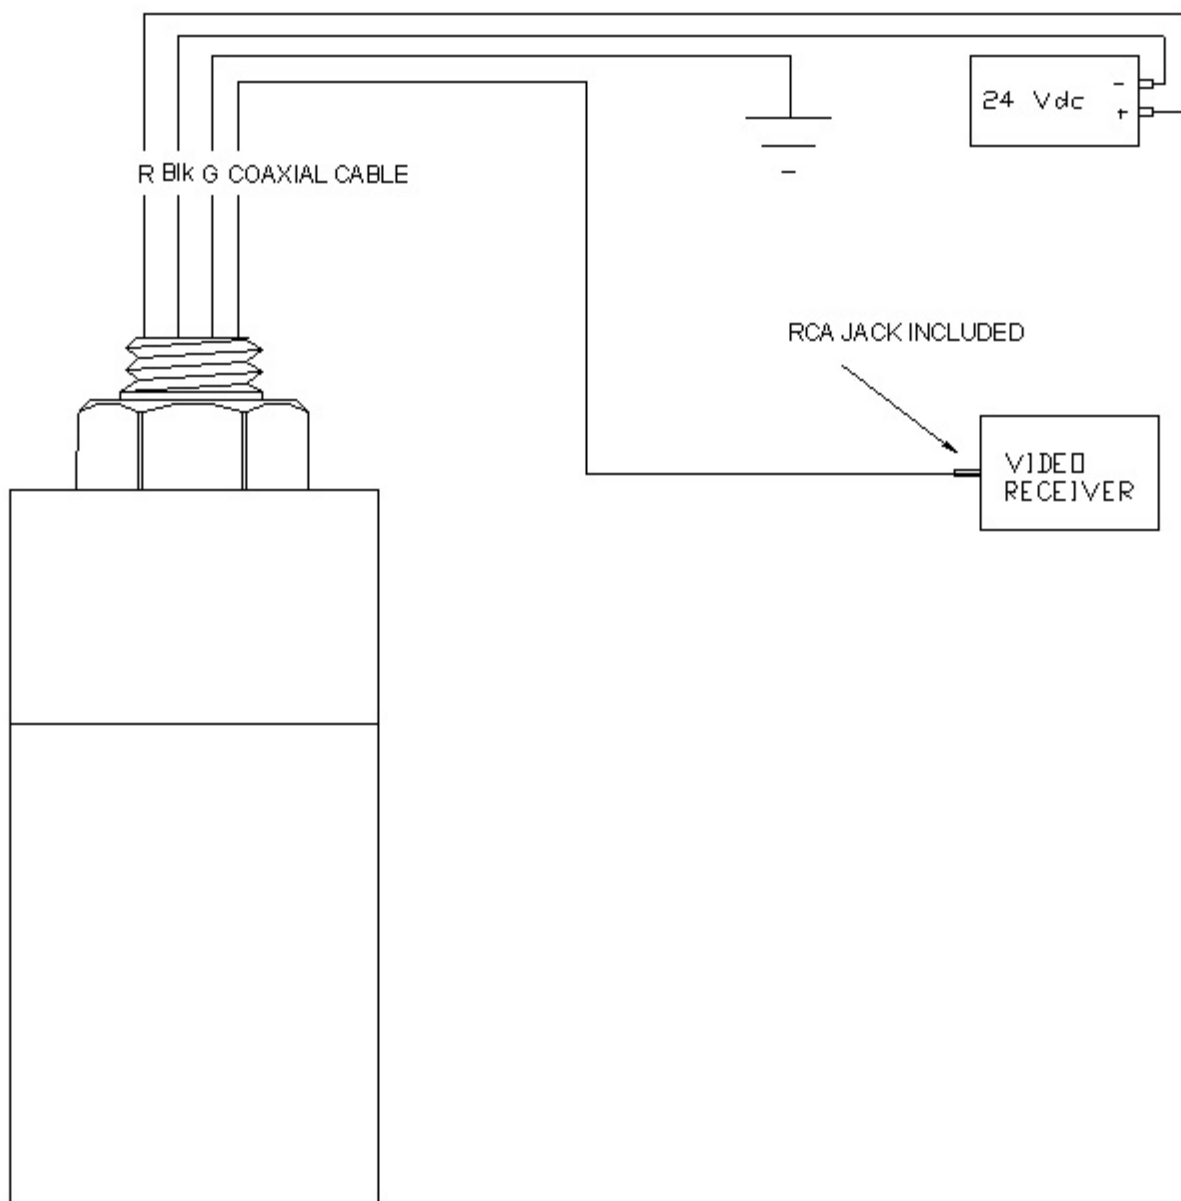 24 Vdc
-
+
R Blk G COAXIAL CABLE
RCA JACK INCLUDED
VIDEO
RECEIVER